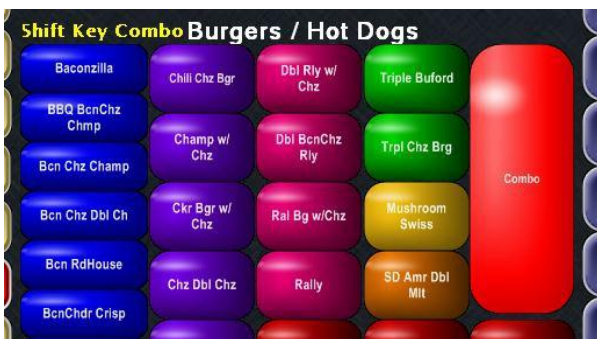 Shift Key Combo Burgers / Hot Dogs
Baconzilla
BBQ BcnChz
Chmp
Bcn Chz Champ
Bcn Chz Dbl Ch
Bcn RdHouse
BcnChdr Crisp
Chili Chz Bgr
Champ w/
Chz
Ckr Bgr w/
Chz
Chz Dbl Chz
Dbl Rly w/
Chz
Dbl BcnChz
Rly
Ral Bg w/Chz
Rally
Triple Buford
Trpl Chz Brg
Mushroom
Swiss
SD Amr Dbl
Mlt
Combo